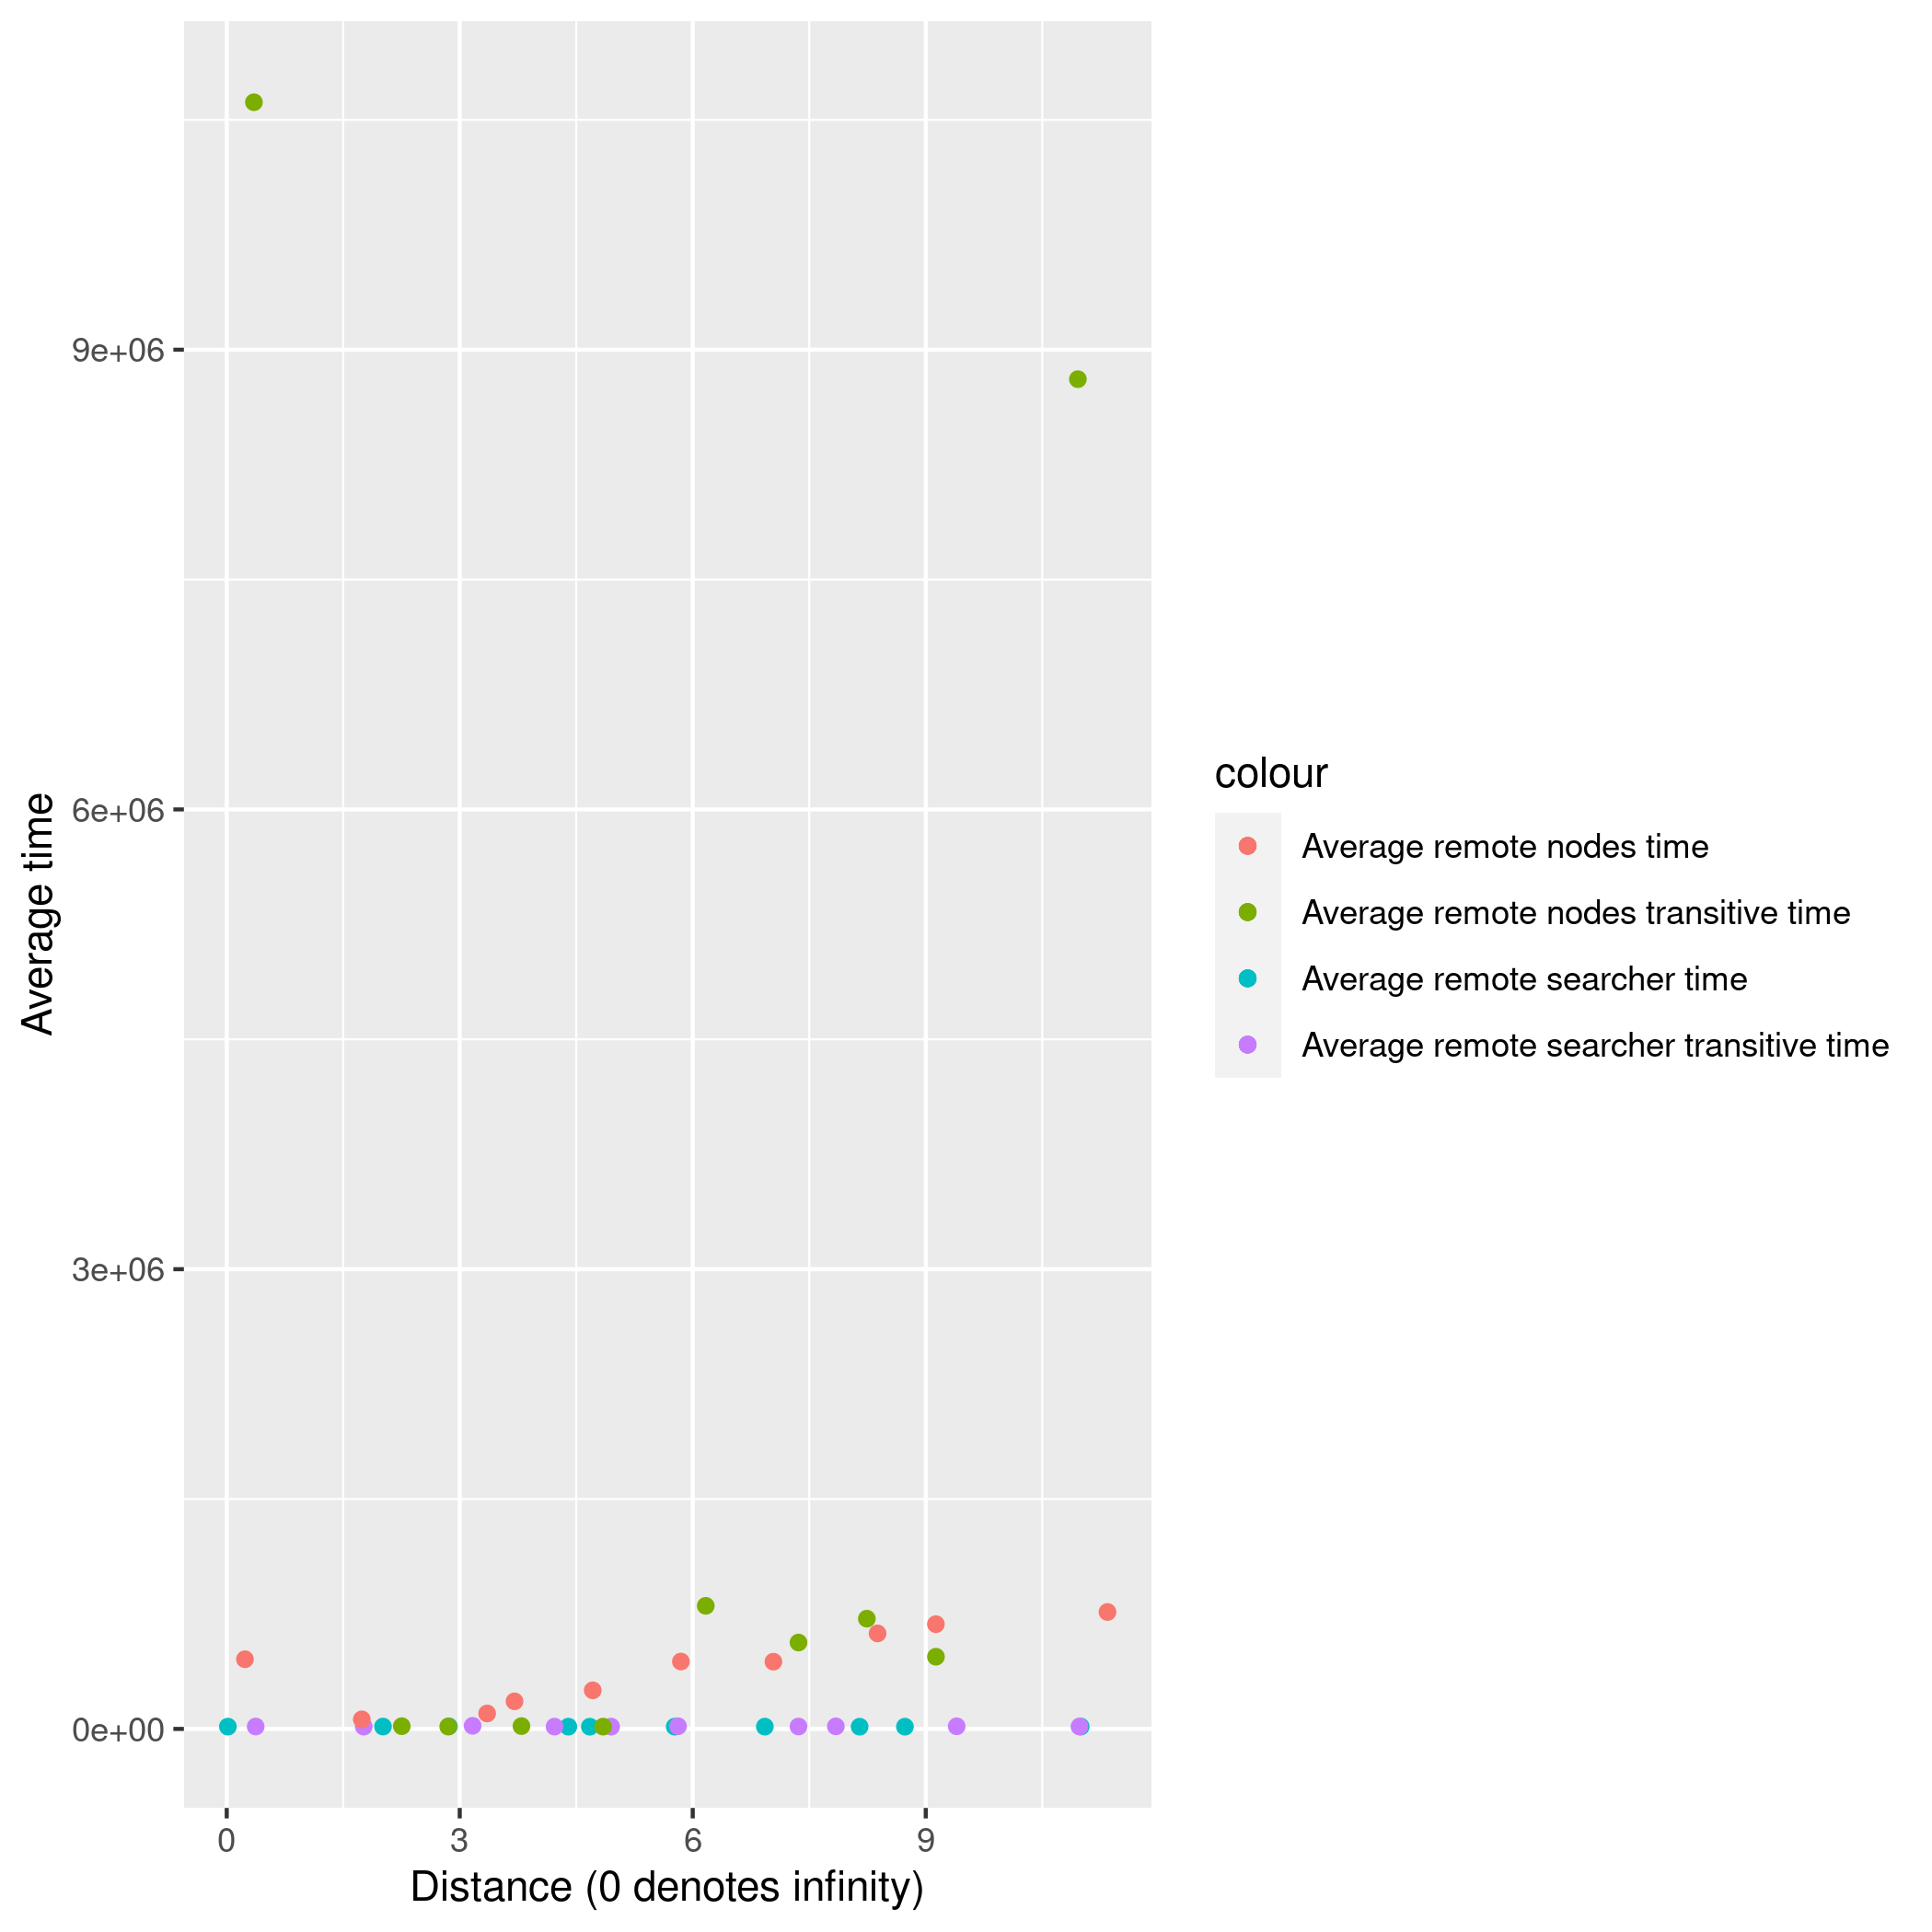 9e+06
6e+06
3e+06
0e+00
Average time
0
3
6
9
Distance (0 denotes infinity)
colour
Average remote nodes time
Average remote nodes transitive time
Average remote searcher time
Average remote searcher transitive time